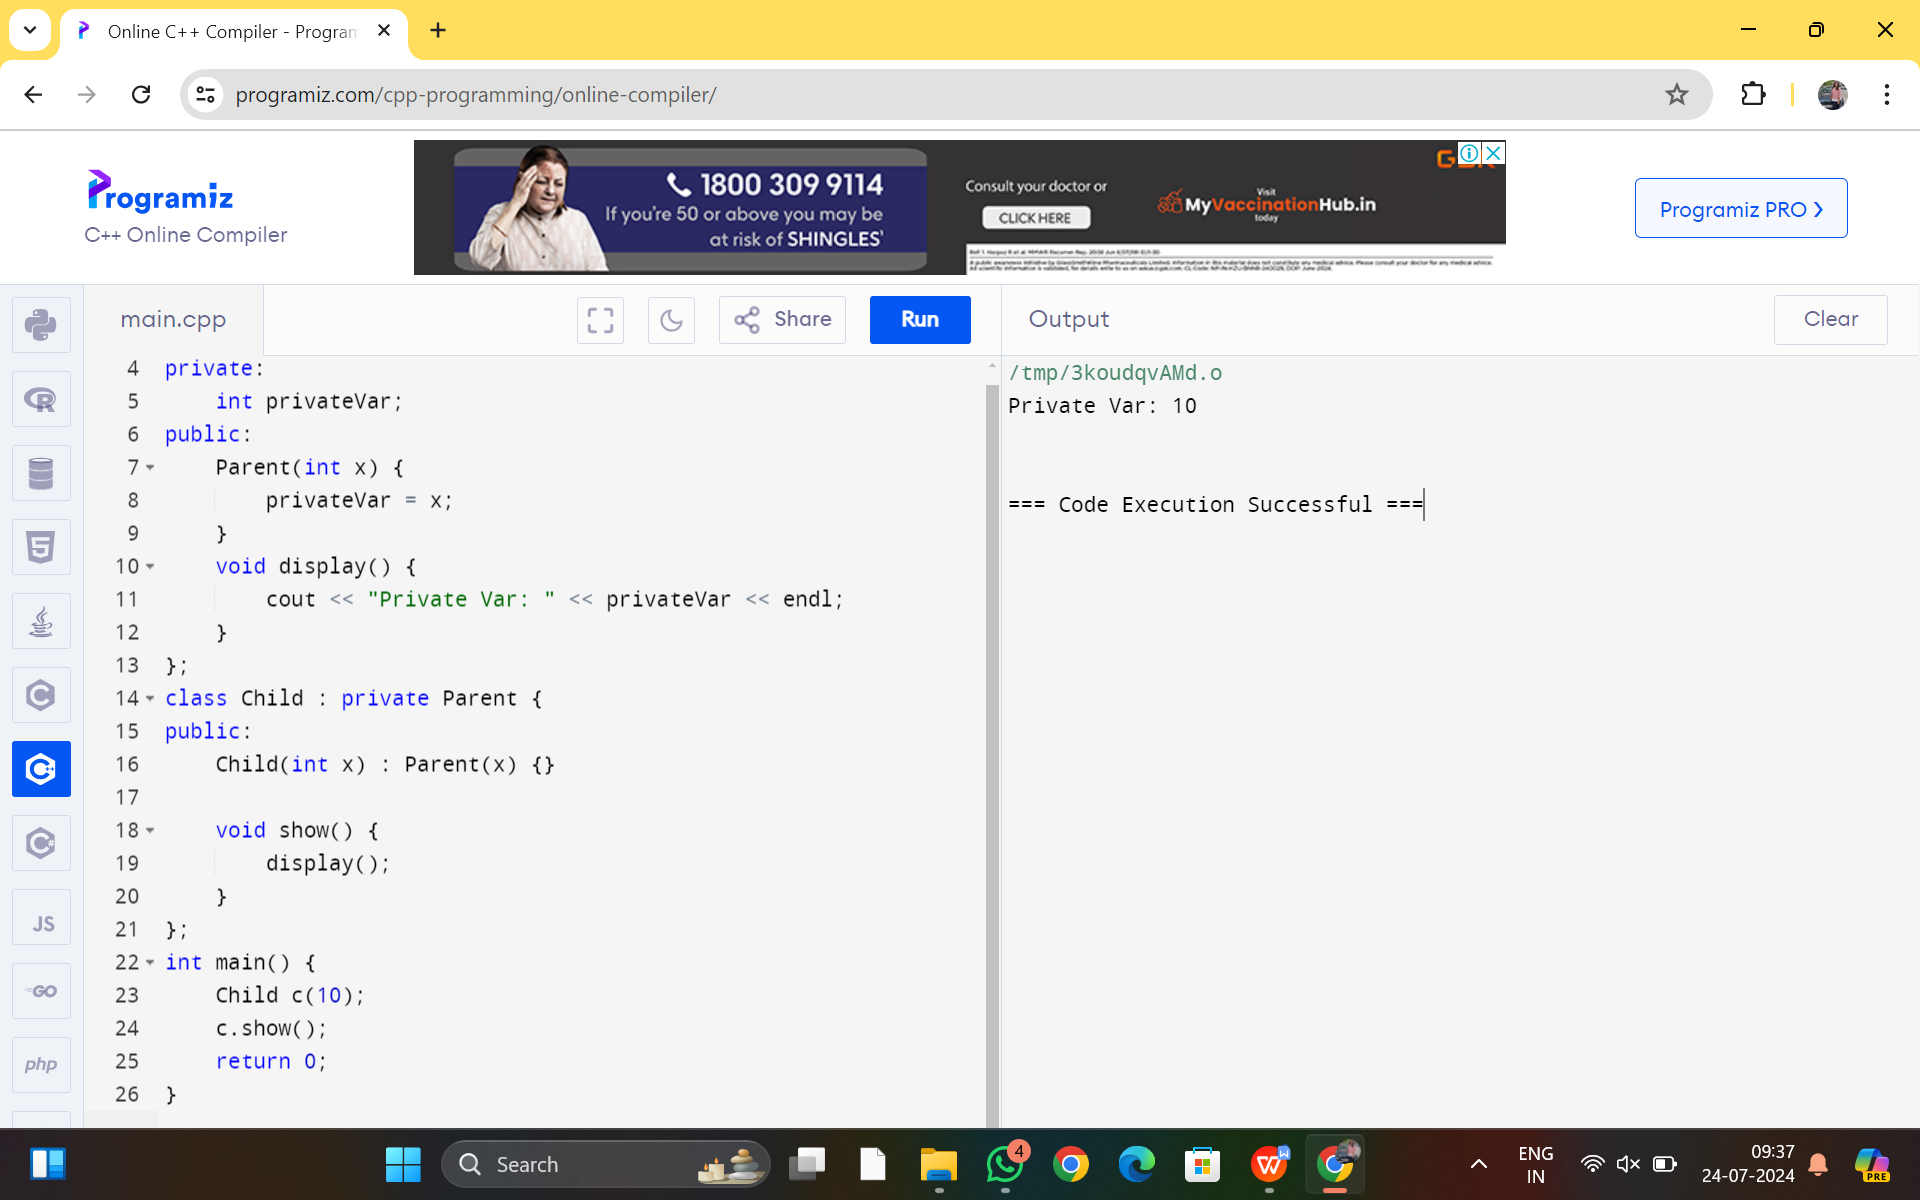 Online C++ Compiler - Program
programiz.com/cpp-programming/online-compiler/
Programiz
C++ Online Compiler
1800 309 9114
If you're 50 or above you may be
at risk of SHINGLES'
Consult your doctor or
CLICK HERE
Visit
MyVaccinationHub.in
today
Programiz PRO ❯
main.cpp
Share
Run
Output
Clear
4 private:
5 int privateVar;
6 public:
7 Parent(int x) {
8 privateVar = x;
9 }
10 void display() {
11 cout << "Private Var: " << privateVar << endl;
12 }
13 };
14 class Child : private Parent {
15 public:
16 Child(int x) : Parent(x) {}
17
18 void show() {
19 display();
20 }
21 };
22 int main() {
23 Child c(10);
24 c.show();
25 return 0;
26 }
/tmp/3koudqvAMd.o
Private Var: 10
=== Code Execution Successful ===
JS
GO
php
Search
4
ENG
IN
09:37
24-07-2024
PRE